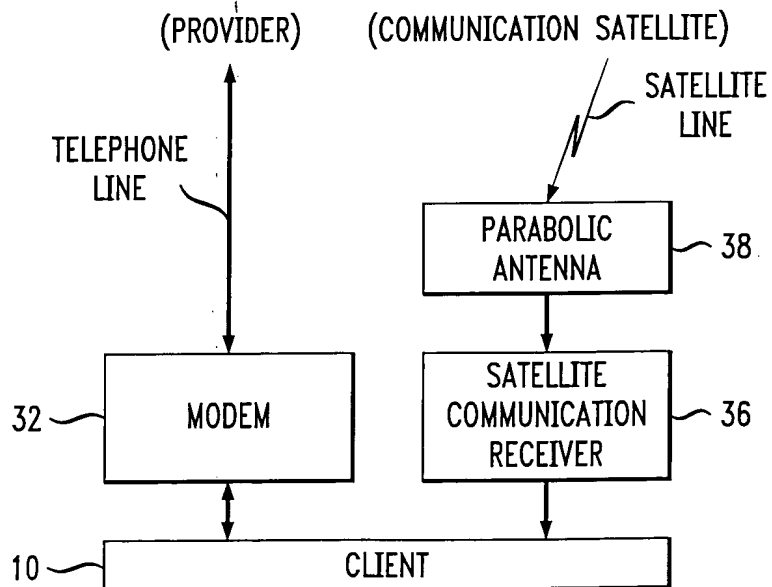 (PROVIDER)
(COMMUNICATION SATELLITE)
SATELLITE
LINE
TELEPHONE
LINE
PARABOLIC
ANTENNA
38
32
MODEM
SATELLITE
COMMUNICATION
RECEIVER
36
10
CLIENT